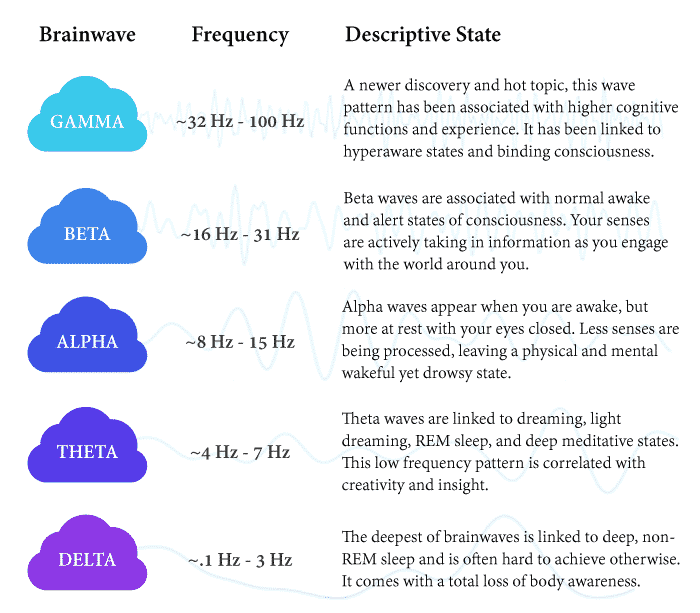 Brainwave Frequency Descriptive State
GAMMA
~32 Hz - 100 Hz
A newer discovery and hot topic, this wave
pattern has been associated with higher cognitive
functions and experience. It has been linked to
hyperaware states and binding consciousness.
BETA
~16 Hz - 31 Hz
Beta waves are associated with normal awake
and alert states of consciousness. Your senses
are actively taking in information as you engage
with the world around you.
ALPHA
~8 Hz - 15 Hz
Alpha waves appear when you are awake, but
more at rest with your eyes closed. Less senses are
being processed, leaving a physical and mental
wakeful yet drowsy state.
THETA
~4 Hz - 7 Hz
Theta waves are linked to dreaming, light
dreaming, REM sleep, and deep meditative states.
This low frequency pattern is correlated with
creativity and insight.
DELTA
~.1 Hz - 3 Hz
The deepest of brainwaves is linked to deep, non-
REM sleep and is often hard to achieve otherwise.
It comes with a total loss of body awareness.